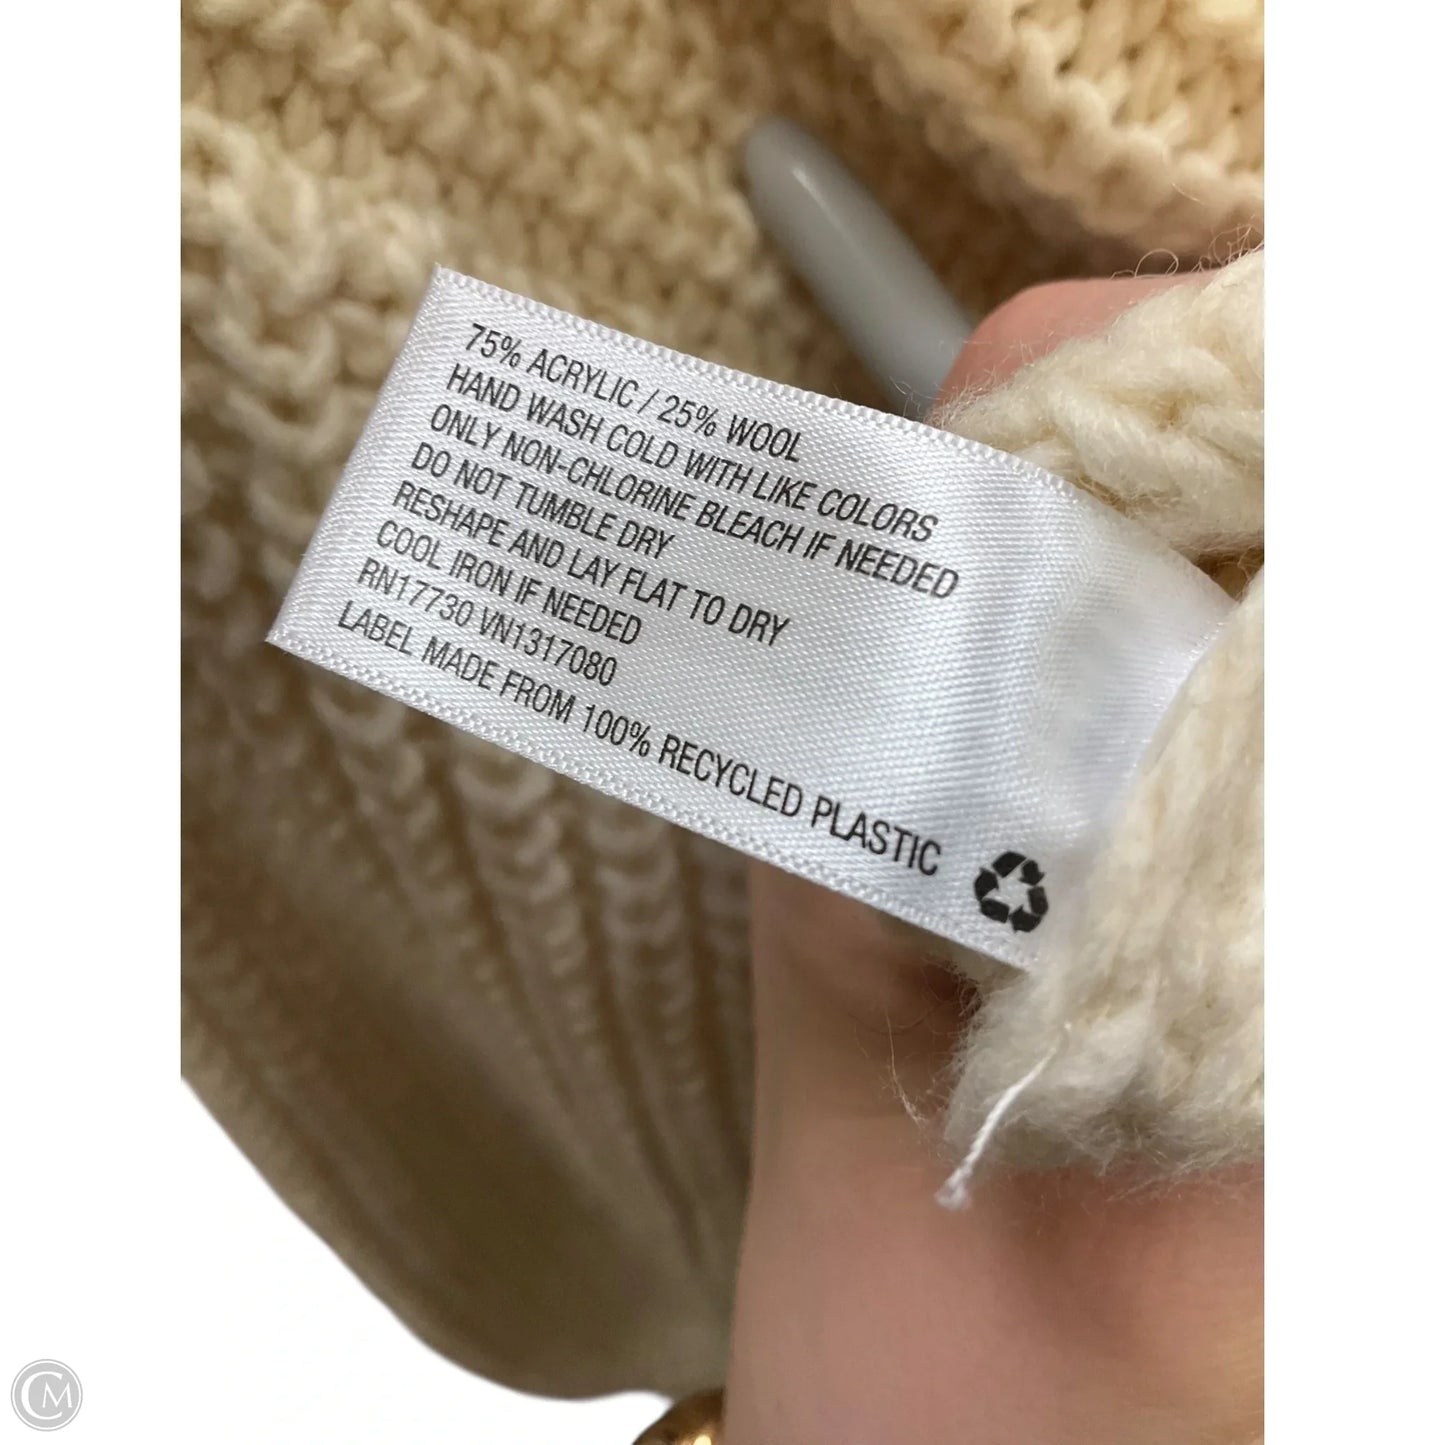 75% ACRYLIC / 25% WOOL
HAND WASH COLD WITH LIKE COLORS
ONLY NON-CHLORINE BLEACH IF NEEDED
DO NOT TUMBLE DRY
RESHAPE AND LAY FLAT TO DRY
COOL IRON IF NEEDED
RN17730 VN1317080
LABEL MADE FROM 100% RECYCLED PLASTIC
CM